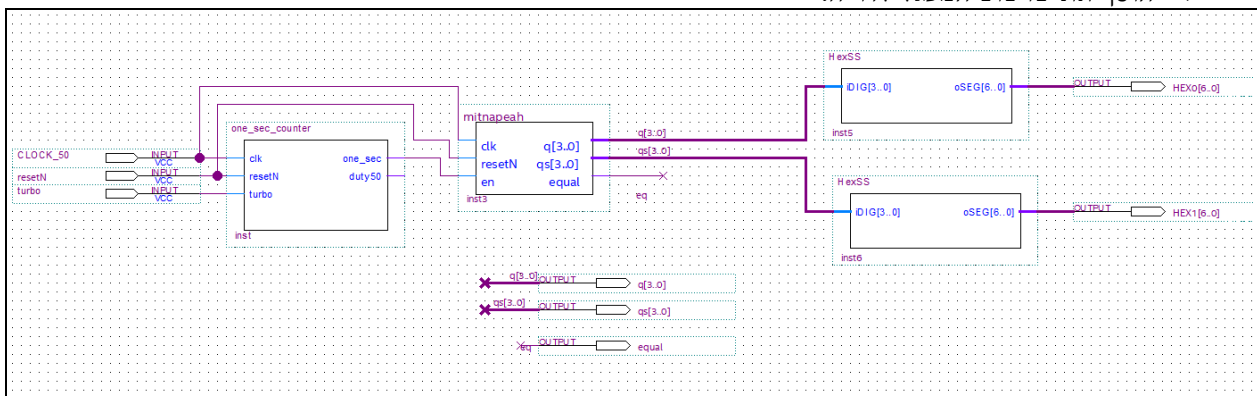 HexSS
iDIG[3..0] oSEG[6..0]
inst5
OUTPUT HEX0[6..0]
mitnapeah
clk q[3..0]
resetN qs[3..0]
en equal
inst3
q[3..0]
qs[3..0]
eq
one_sec_counter
clk one_sec
resetN duty50
turbo
inst
CLOCK_50 INPUT VCC
resetN INPUT VCC
turbo INPUT VCC
HexSS
iDIG[3..0] oSEG[6..0]
inst6
OUTPUT HEX1[6..0]
q[3..0] OUTPUT q[3..0]
qs[3..0] OUTPUT qs[3..0]
eq OUTPUT equal